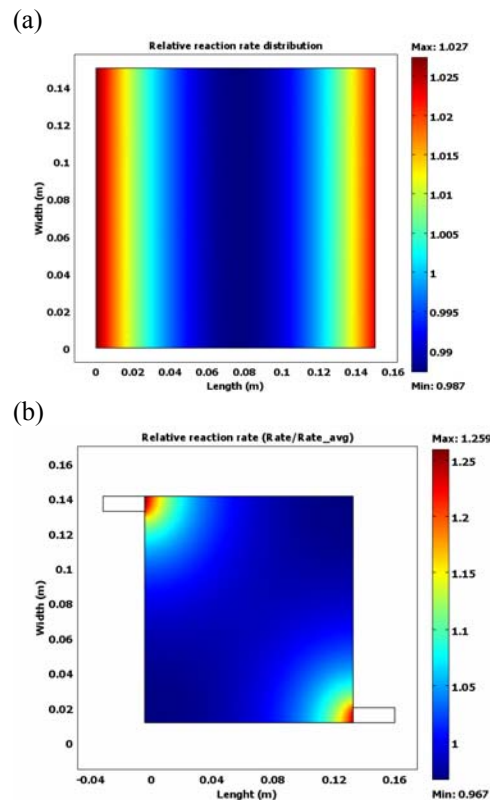 (a)
Relative reaction rate distribution
Max: 1.027
0.14
0.12
0.1
0.08
0.06
0.04
0.02
0
Width (m)
0 0.02 0.04 0.06 0.08 0.1 0.12 0.14 0.16
Length (m)
1.025
1.02
1.015
1.01
1.005
1
0.995
0.99
Min: 0.987
(b)
Relative reaction rate (Rate/Rate_avg)
Max: 1.259
0.16
0.14
0.12
0.1
0.08
0.06
0.04
0.02
0
Width (m)
-0.04 0 0.04 0.08 0.12 0.16
Lenght (m)
1.25
1.2
1.15
1.1
1.05
1
Min: 0.967